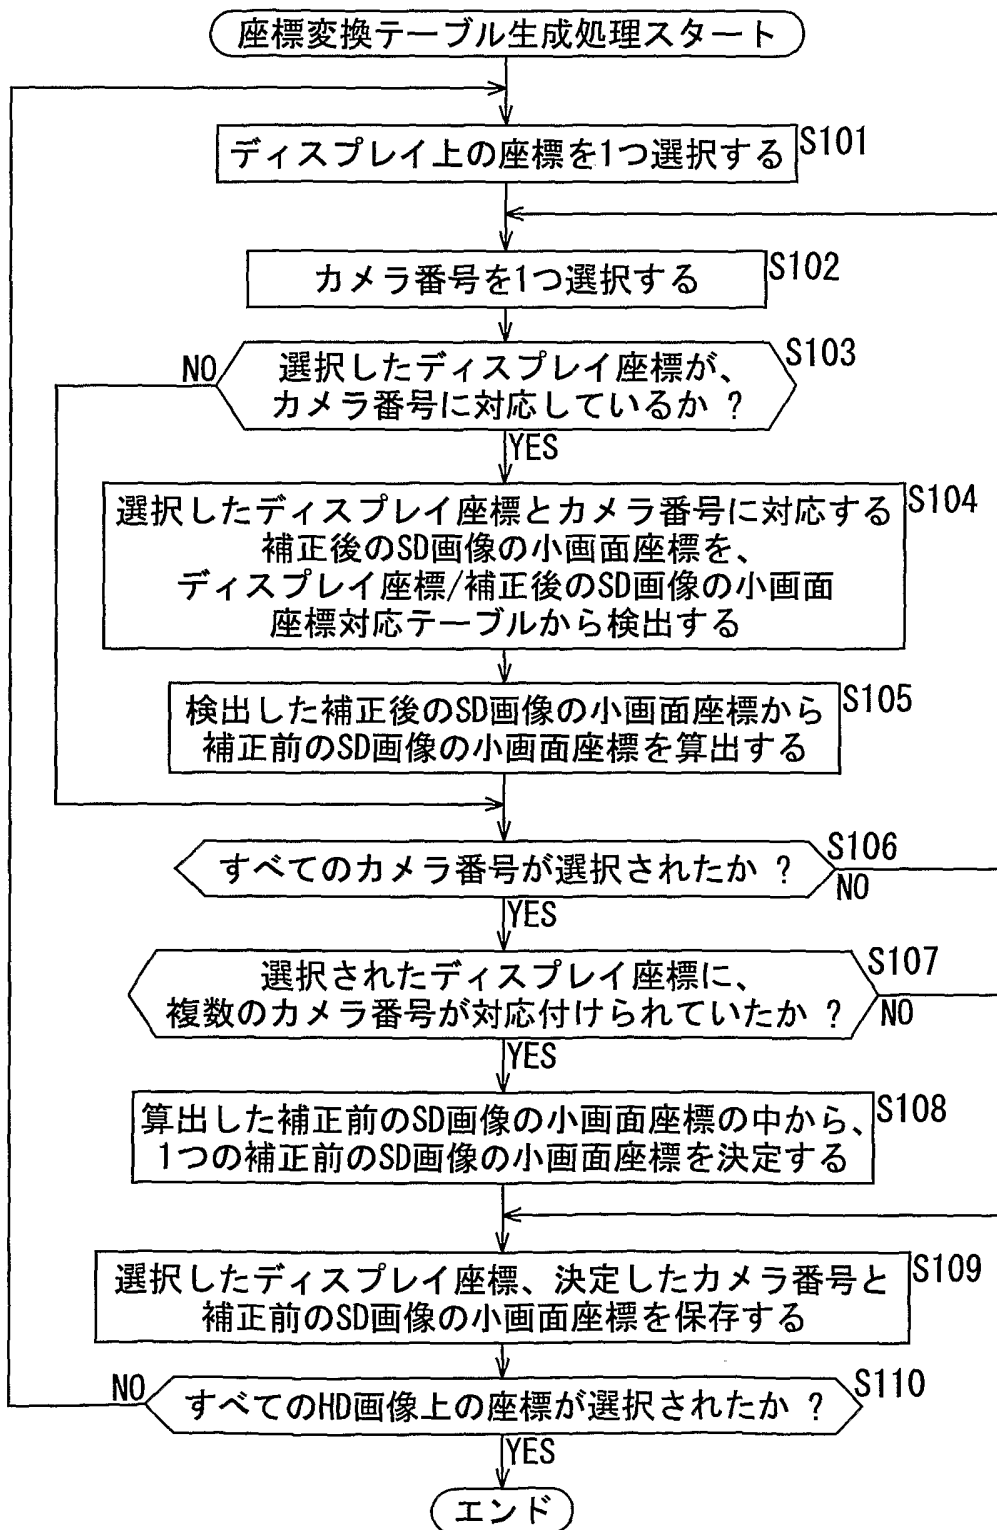 座標変換テーブル生成処理スタート
ディスプレイ上の座標を1つ選択する
S101
カメラ番号を1つ選択する
S102
選択したディスプレイ座標が、
カメラ番号に対応しているか ?
S103
NO
YES
選択したディスプレイ座標とカメラ番号に対応する
補正後のSD画像の小画面座標を、
ディスプレイ座標/補正後のSD画像の小画面
座標対応テーブルから検出する
S104
検出した補正後のSD画像の小画面座標から
補正前のSD画像の小画面座標を算出する
S105
すべてのカメラ番号が選択されたか ?
S106
NO
YES
選択されたディスプレイ座標に、
複数のカメラ番号が対応付けられていたか ?
S107
NO
YES
算出した補正前のSD画像の小画面座標の中から、
1つの補正前のSD画像の小画面座標を決定する
S108
選択したディスプレイ座標、決定したカメラ番号と
補正前のSD画像の小画面座標を保存する
S109
すべてのHD画像上の座標が選択されたか ?
S110
NO
YES
エンド